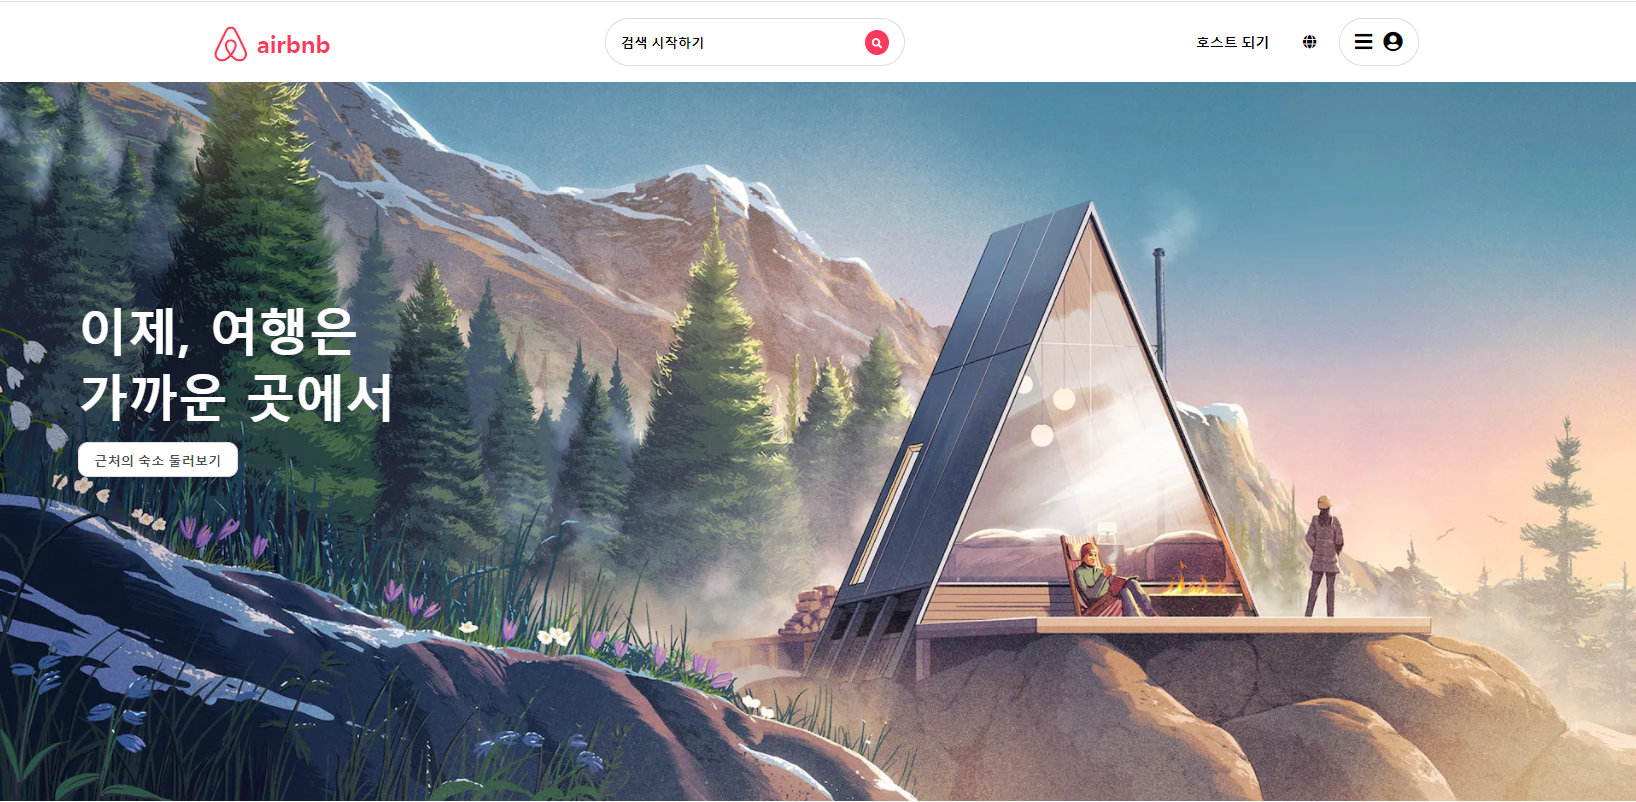 airbnb
검색 시작하기
호스트 되기
이제, 여행은
가까운 곳에서
근처의 숙소 둘러보기